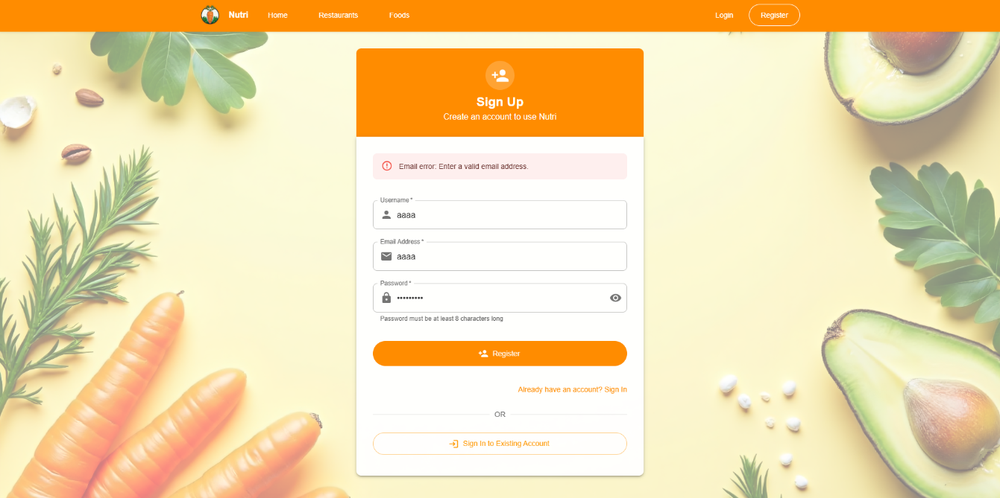 Nutri Home Restaurants Foods Login Register
Sign Up
Create an account to use Nutri
Email error: Enter a valid email address.
Username *
aaaa
Email Address *
aaaa
Password *
•••••••••
Password must be at least 8 characters long
Register
Already have an account? Sign In
OR
Sign In to Existing Account